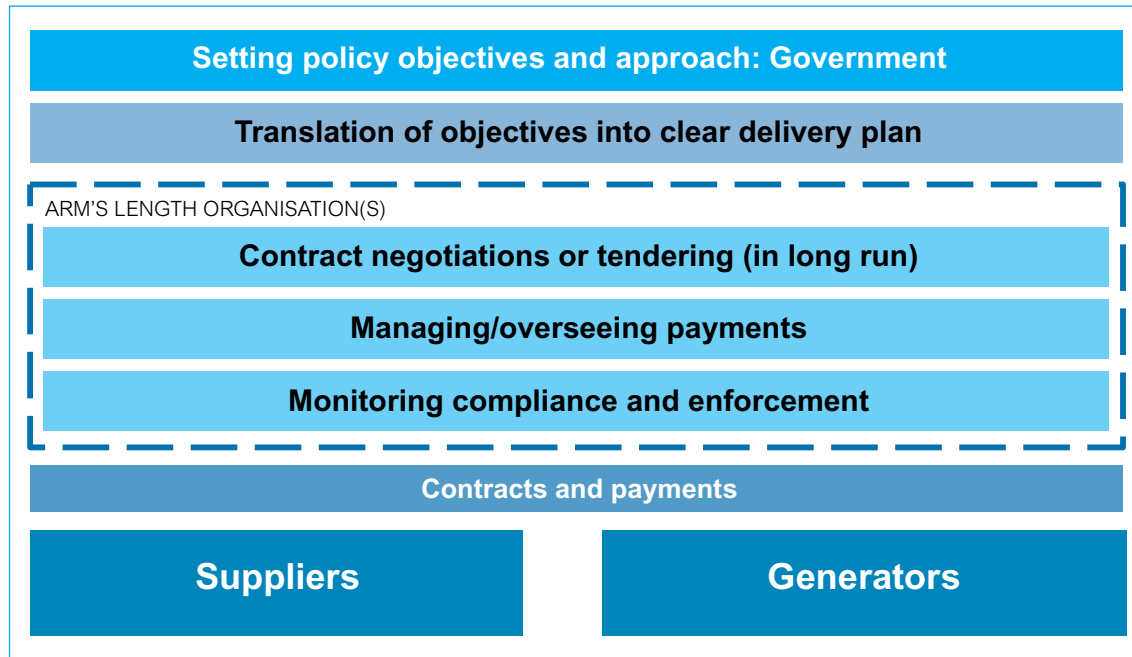 Setting policy objectives and approach: Government
Translation of objectives into clear delivery plan
ARM’S LENGTH ORGANISATION(S)
Contract negotiations or tendering (in long run)
Managing/overseeing payments
Monitoring compliance and enforcement
Contracts and payments
Suppliers
Generators